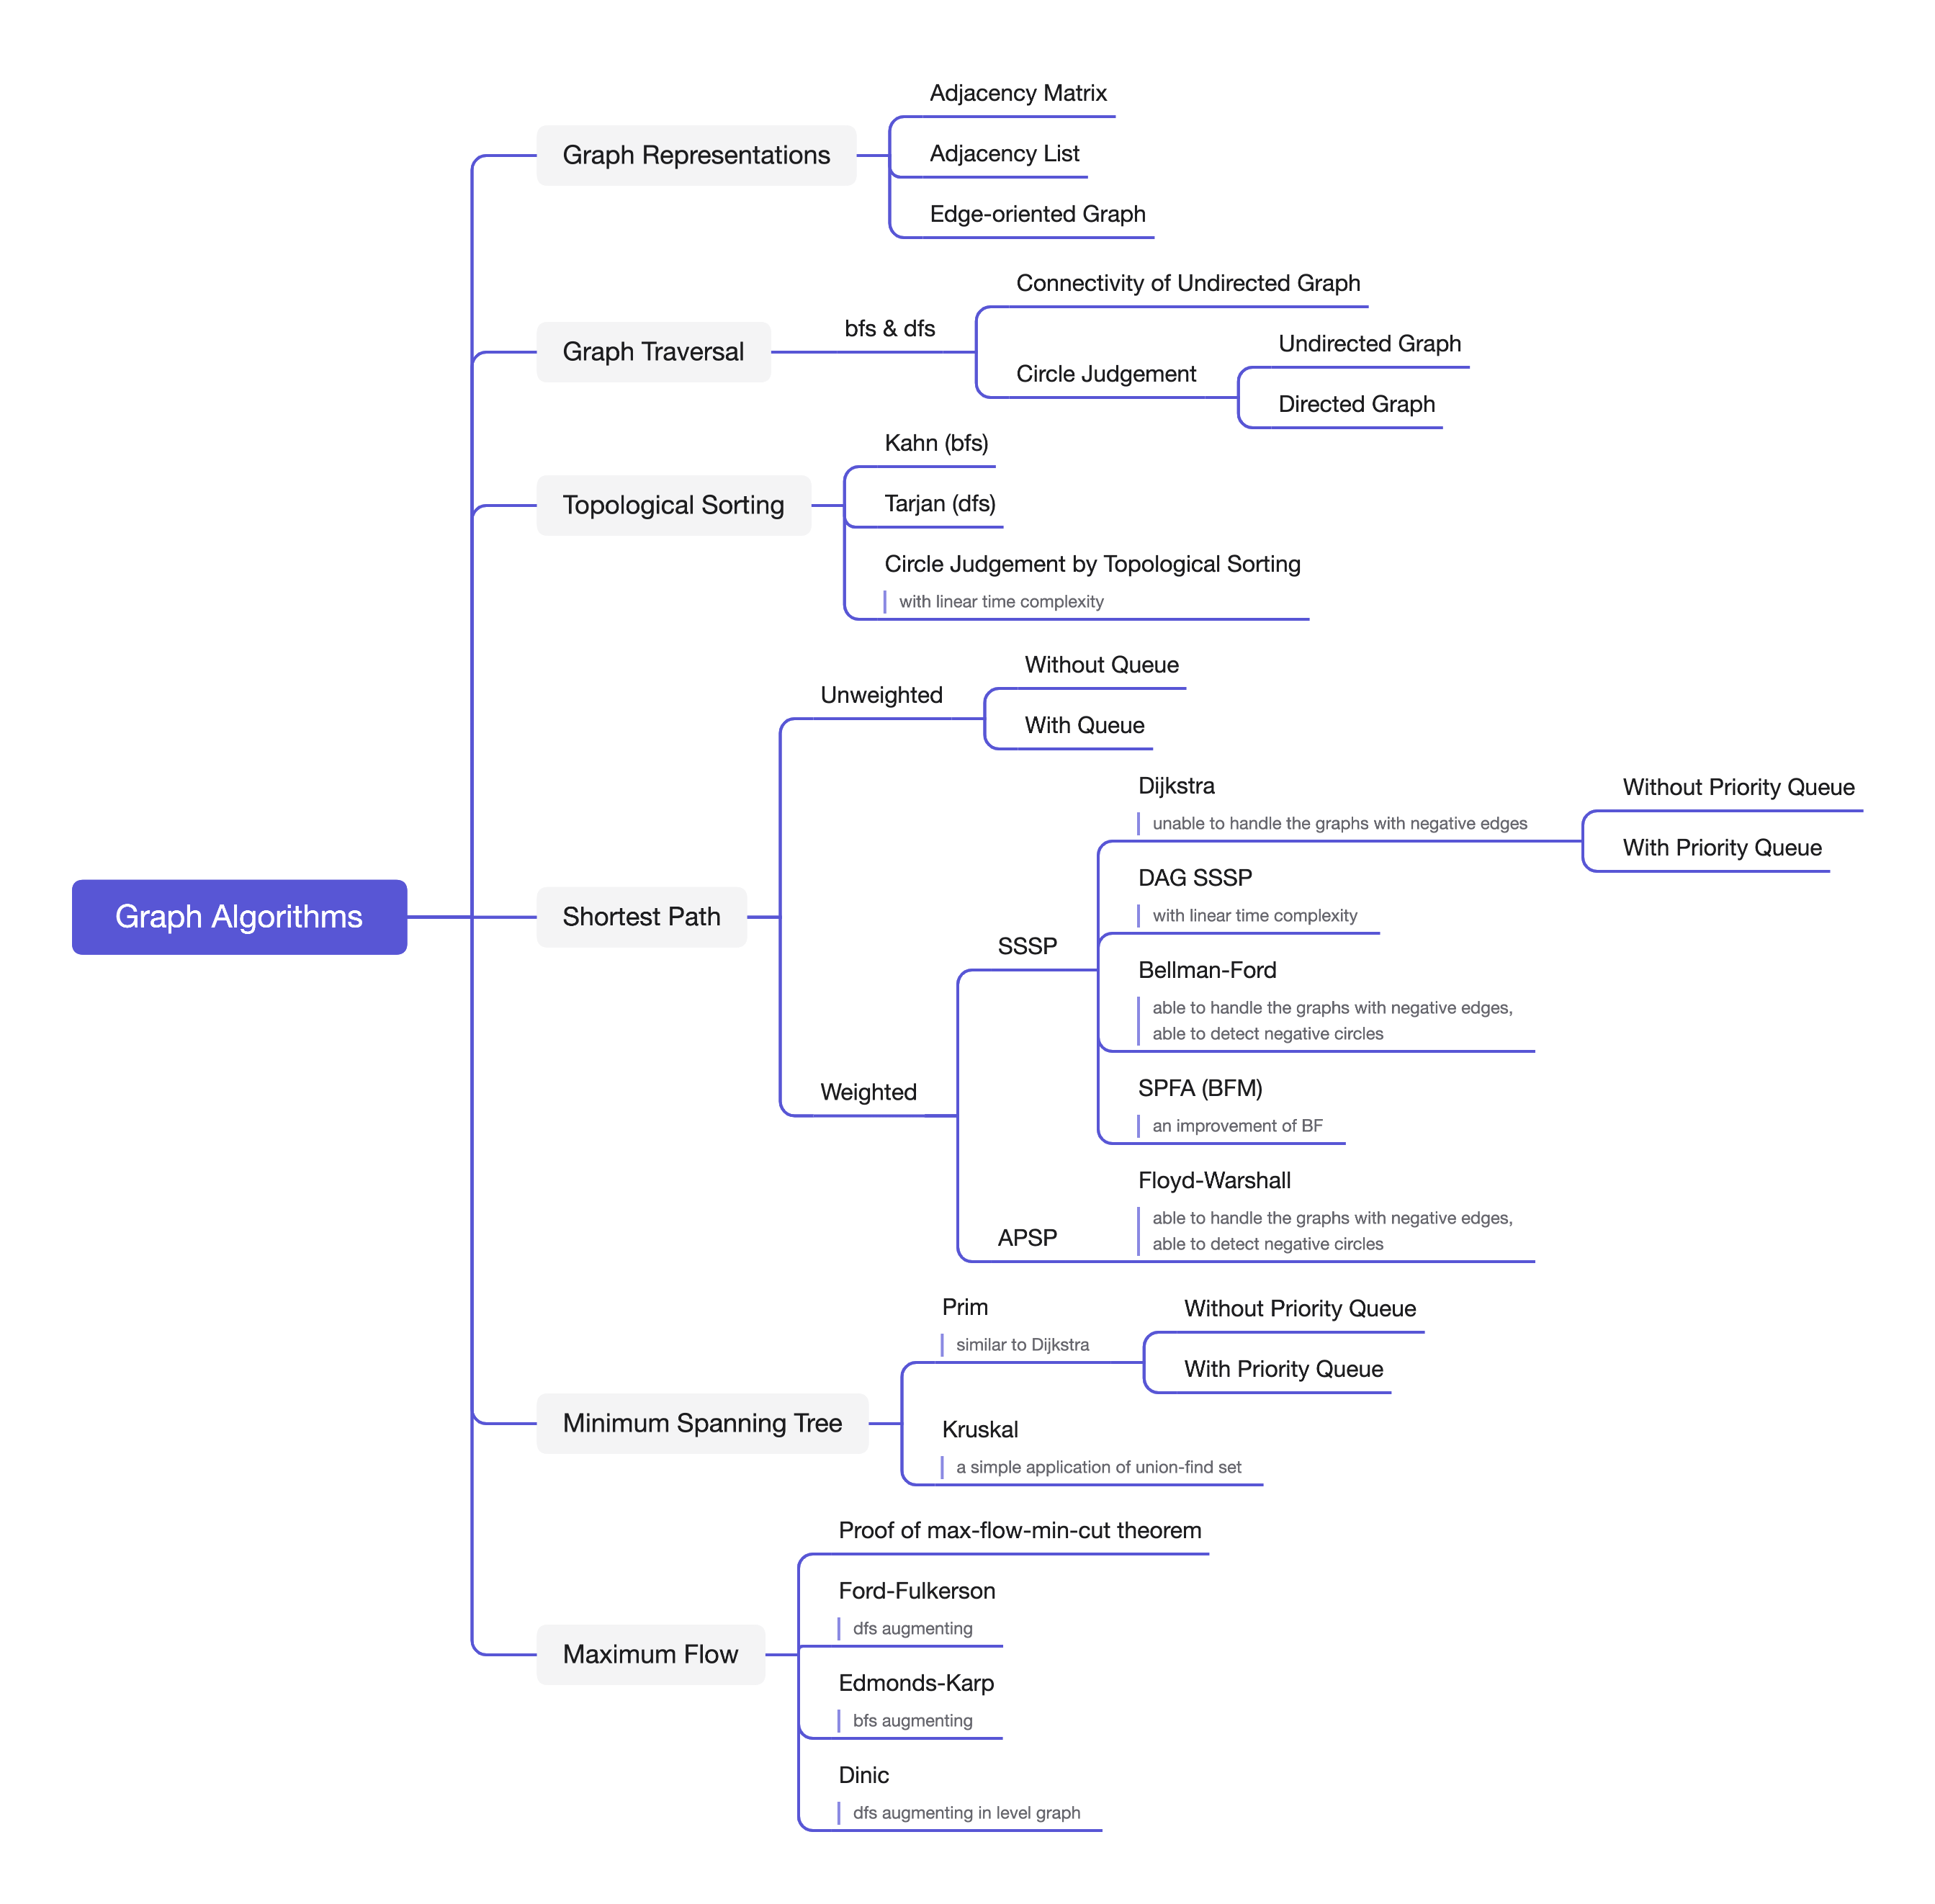 Graph Algorithms
Graph Representations
Adjacency Matrix
Adjacency List
Edge-oriented Graph
Graph Traversal
bfs & dfs
Connectivity of Undirected Graph
Circle Judgement
Undirected Graph
Directed Graph
Topological Sorting
Kahn (bfs)
Tarjan (dfs)
Circle Judgement by Topological Sorting
with linear time complexity
Shortest Path
Unweighted
Without Queue
With Queue
Weighted
SSSP
Dijkstra
unable to handle the graphs with negative edges
Without Priority Queue
With Priority Queue
DAG SSSP
with linear time complexity
Bellman-Ford
able to handle the graphs with negative edges,
able to detect negative circles
SPFA (BFM)
an improvement of BF
APSP
Floyd-Warshall
able to handle the graphs with negative edges,
able to detect negative circles
Minimum Spanning Tree
Prim
similar to Dijkstra
Without Priority Queue
With Priority Queue
Kruskal
a simple application of union-find set
Maximum Flow
Proof of max-flow-min-cut theorem
Ford-Fulkerson
dfs augmenting
Edmonds-Karp
bfs augmenting
Dinic
dfs augmenting in level graph